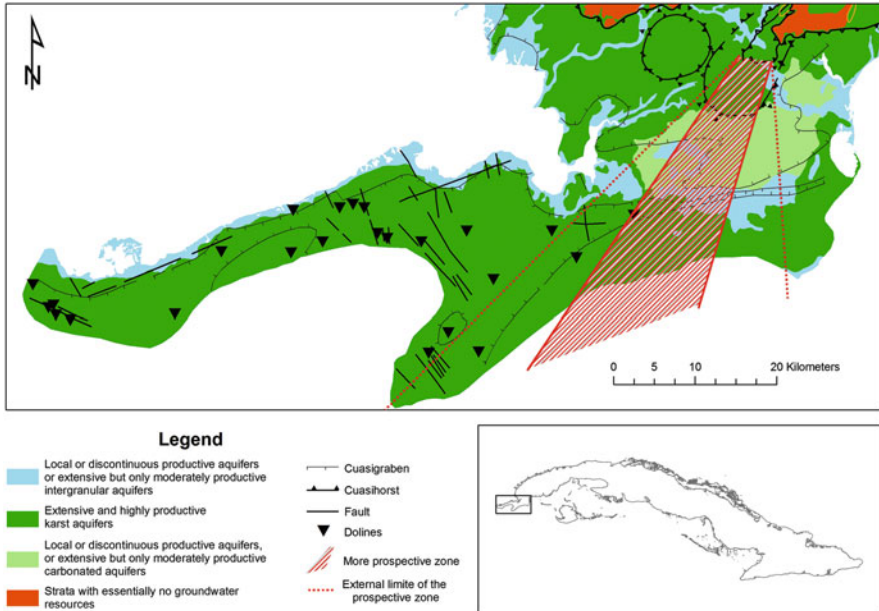 N
0 5 10 20 Kilometers
Legend
Local or discontinuous productive aquifers
or extensive but only moderately productive
intergranular aquifers
Extensive and highly productive
karst aquifers
Local or discontinuous productive aquifers,
or extensive but only moderately productive
carbonated aquifers
Strata with essentially no groundwater
resources
Cuasigraben
Cuasihorst
Fault
Dolines
More prospective zone
External limite of the
prospective zone